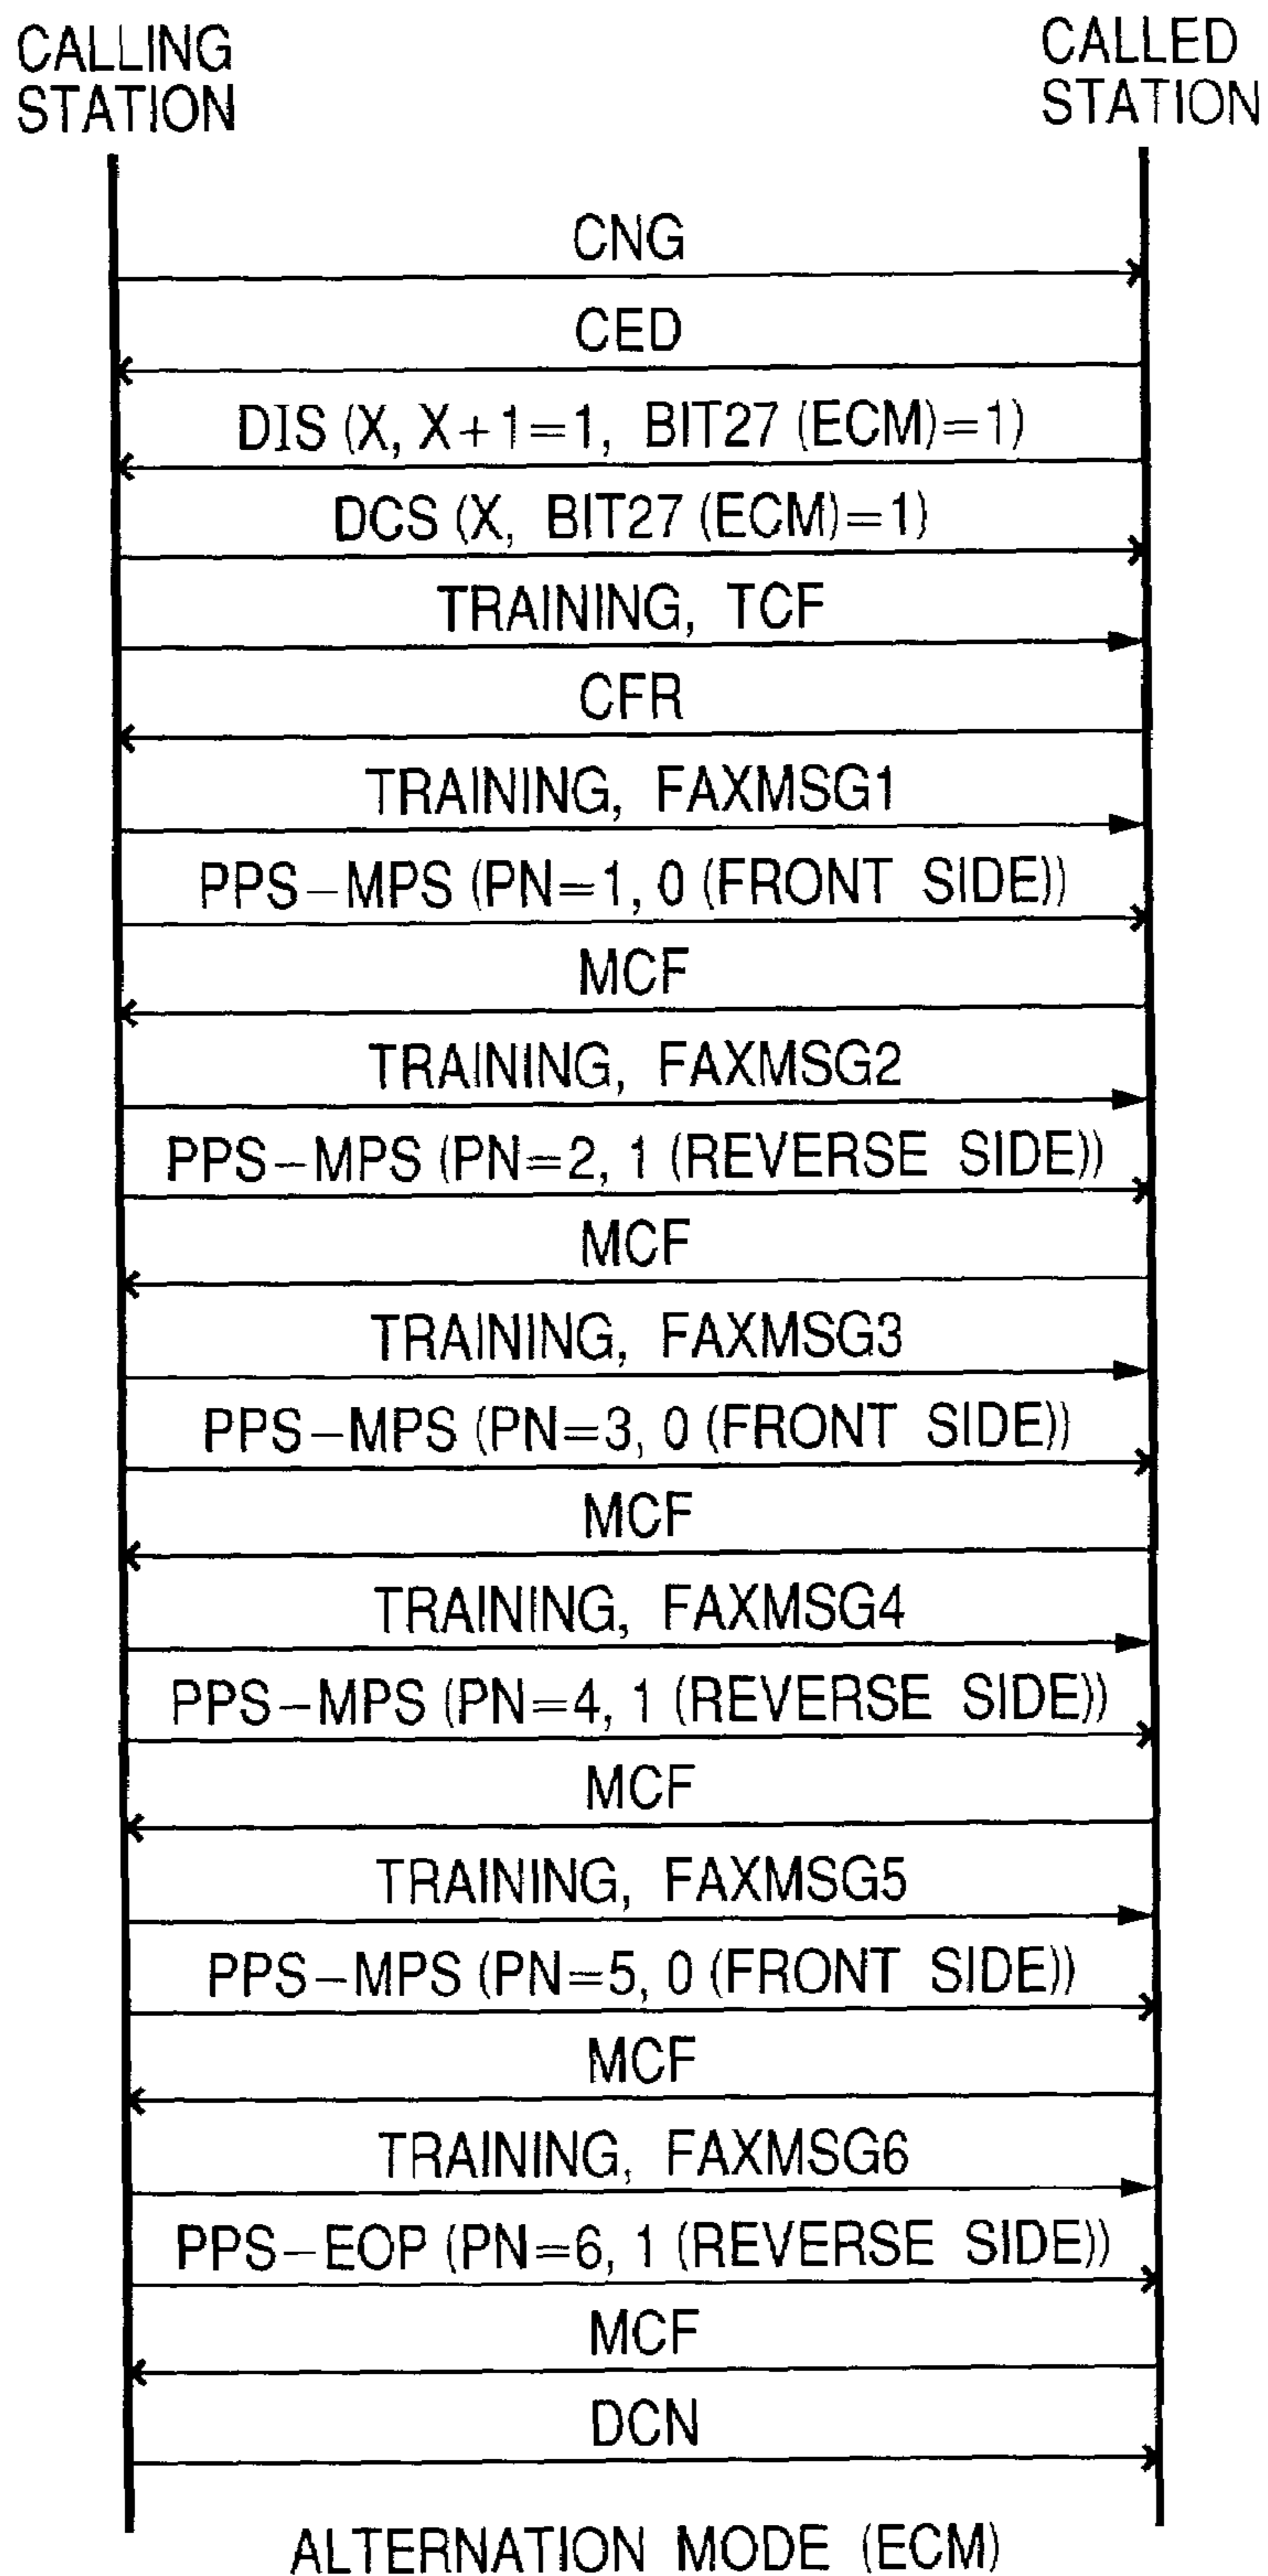 CALLING
STATION
CALLED
STATION
CNG
CED
DIS (X, X+1=1, BIT27 (ECM)=1)
DCS (X, BIT27 (ECM)=1)
TRAINING, TCF
CFR
TRAINING, FAXMSG1
PPS-MPS (PN=1, 0 (FRONT SIDE))
MCF
TRAINING, FAXMSG2
PPS-MPS (PN=2, 1 (REVERSE SIDE))
MCF
TRAINING, FAXMSG3
PPS-MPS (PN=3, 0 (FRONT SIDE))
MCF
TRAINING, FAXMSG4
PPS-MPS (PN=4, 1 (REVERSE SIDE))
MCF
TRAINING, FAXMSG5
PPS-MPS (PN=5, 0 (FRONT SIDE))
MCF
TRAINING, FAXMSG6
PPS-EOP (PN=6, 1 (REVERSE SIDE))
MCF
DCN
ALTERNATION MODE (ECM)